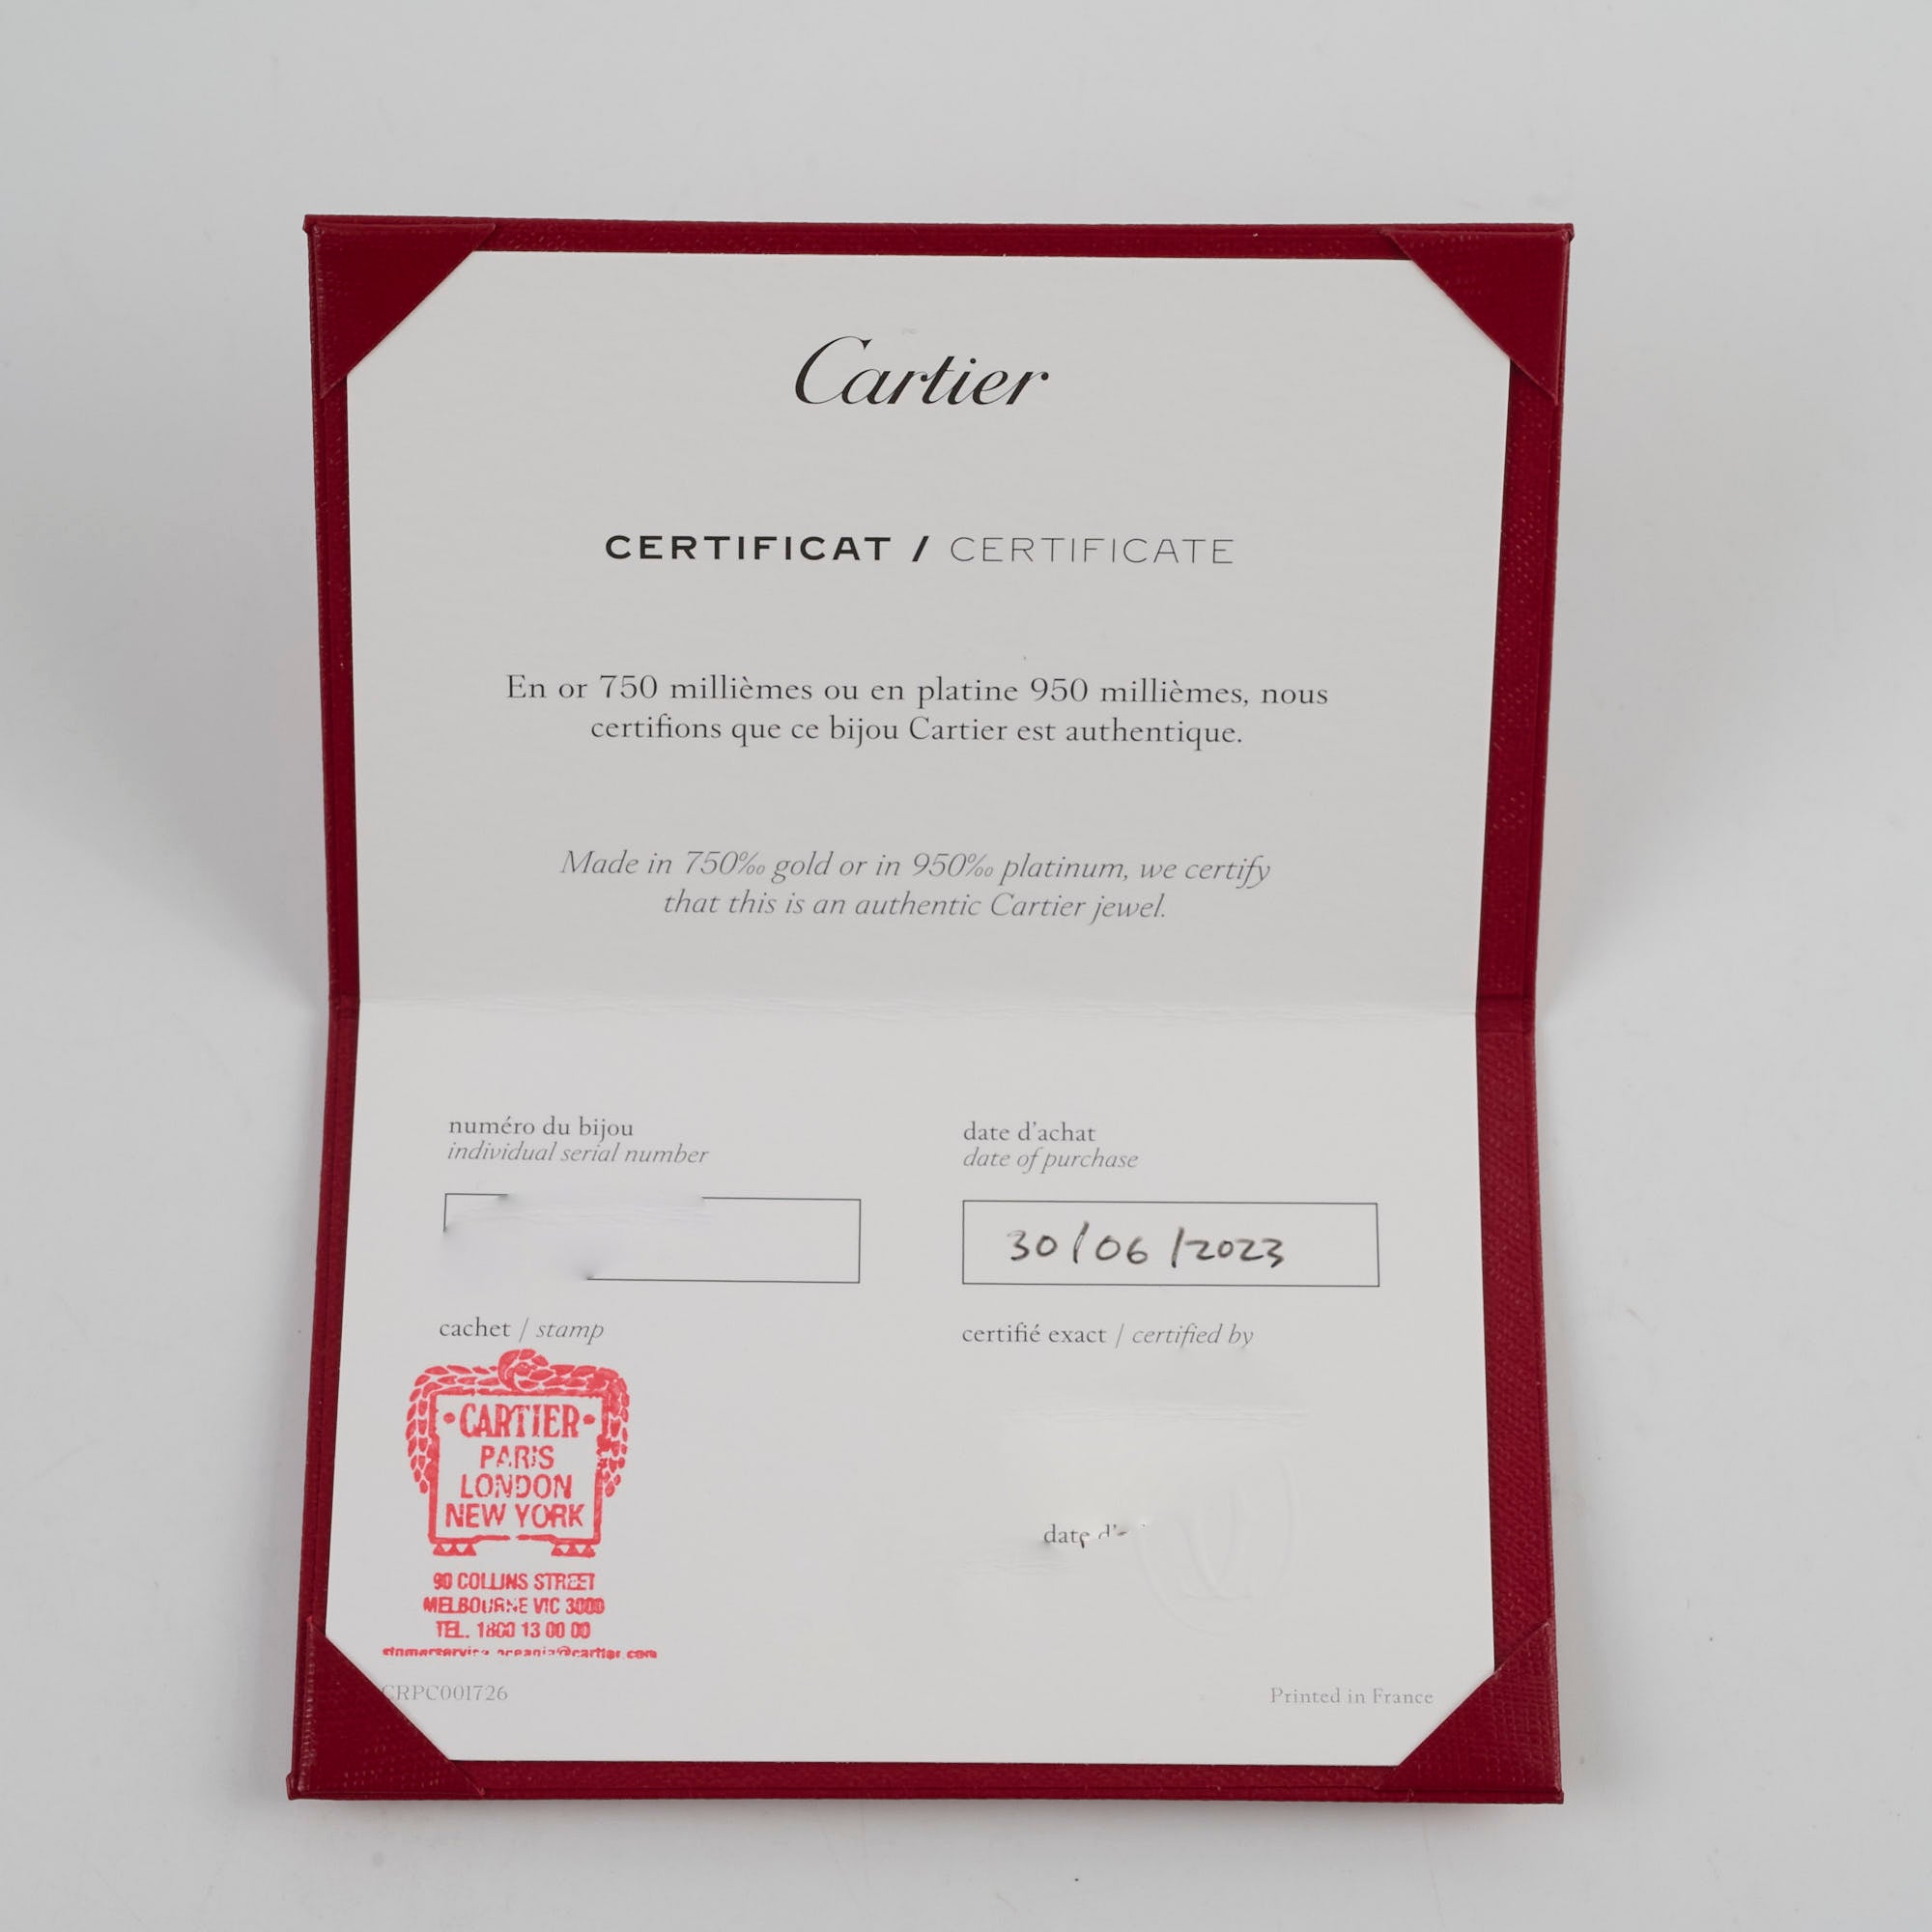 Cartier
CERTIFICAT / CERTIFICATE
En or 750 millièmes ou en platine 950 millièmes, nous
certifions que ce bijou Cartier est authentique.
Made in 750‰ gold or in 950‰ platinum, we certify
that this is an authentic Cartier jewel.
numéro du bijou
individual serial number
date d'achat
date of purchase
30/06/2023
cachet / stamp
certifié exact / certified by
•CARTIER•
PARIS
LONDON
NEW YORK
date
90 COLLINS STREET
MELBOURNE VIC 3000
TEL. 1800 13 00 00
CRPC001726
Printed in France